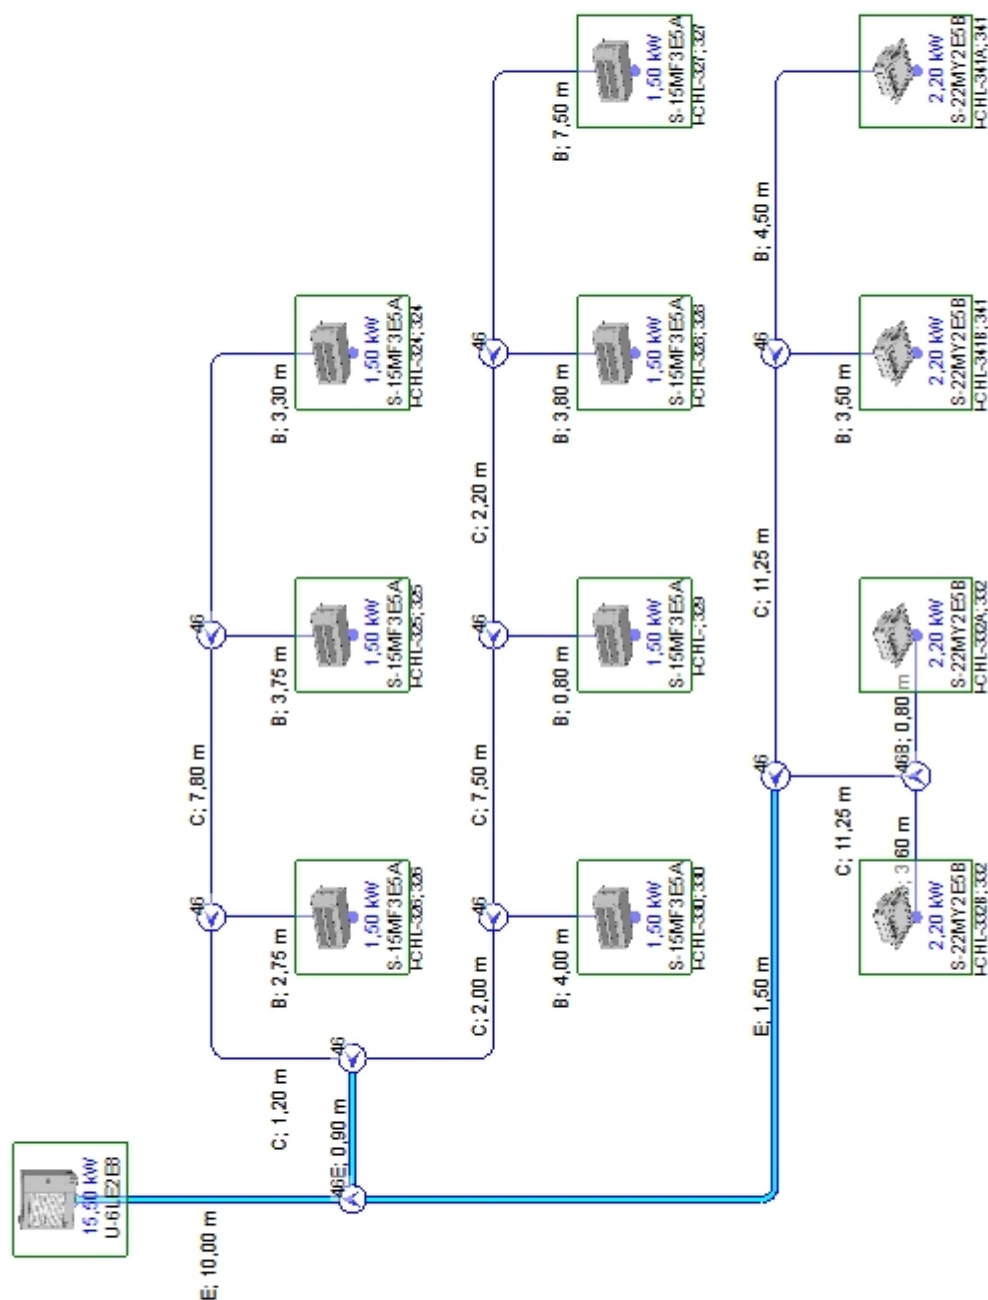 15,50 kW
U-6LE2E8
E; 10,00 m
46
E; 0,90 m
46
C; 1,20 m
46
B; 2,75 m
1,50 kW
S-15MF3E5A
C; 7,80 m
46
B; 3,75 m
1,50 kW
S-15MF3E5A
B; 3,30 m
1,50 kW
S-15MF3E5A
C; 2,00 m
46
B; 4,00 m
1,50 kW
S-15MF3E5A
C; 7,50 m
46
B; 0,80 m
1,50 kW
S-15MF3E5A
C; 2,20 m
46
B; 3,80 m
1,50 kW
S-15MF3E5A
B; 7,50 m
1,50 kW
S-15MF3E5A
E; 1,50 m
46
C; 11,25 m
46
60 m
2,20 kW
S-22MY2E5B
B; 0,80 m
2,20 kW
S-22MY2E5B
C; 11,25 m
46
B; 3,50 m
2,20 kW
S-22MY2E5B
B; 4,50 m
2,20 kW
S-22MY2E5B